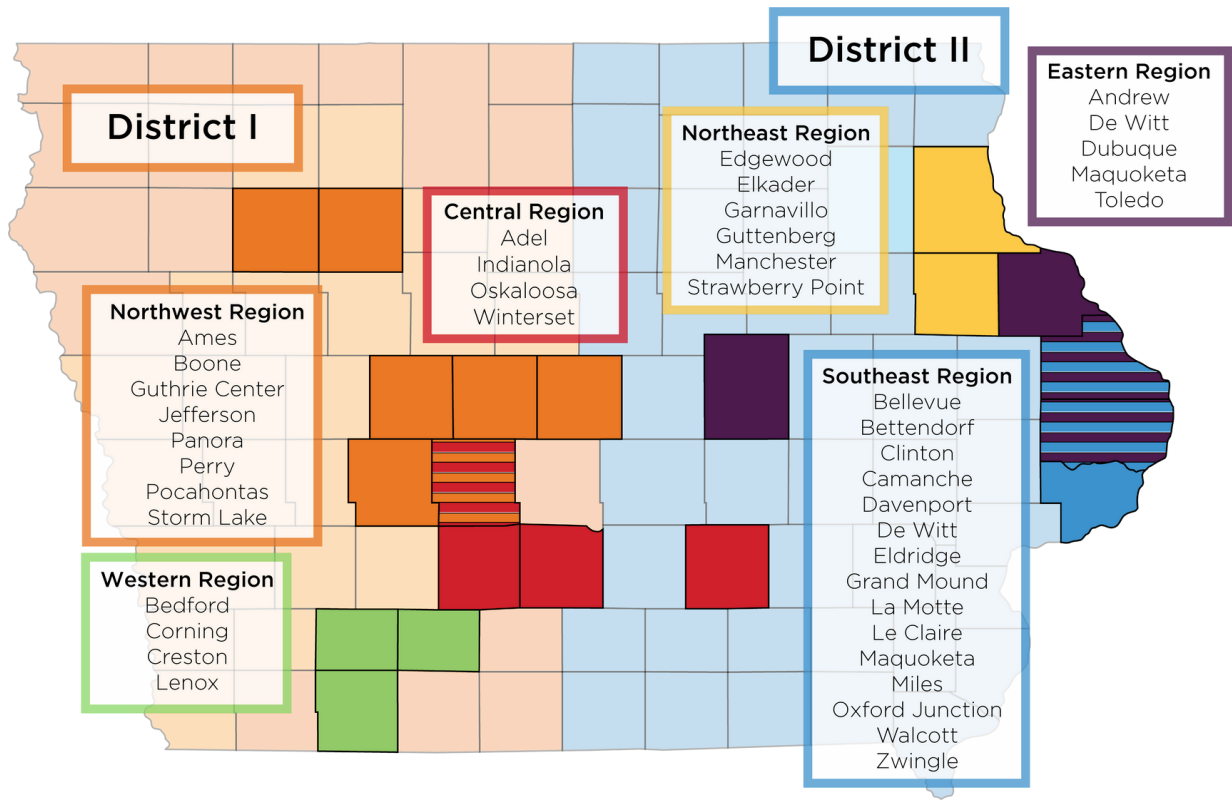 District I
District II
Eastern Region
Andrew
De Witt
Dubuque
Maquoketa
Toledo
Northeast Region
Edgewood
Elkader
Garnavillo
Guttenberg
Manchester
Strawberry Point
Central Region
Adel
Indianola
Oskaloosa
Winterset
Northwest Region
Ames
Boone
Guthrie Center
Jefferson
Panora
Perry
Pocahontas
Storm Lake
Southeast Region
Bellevue
Bettendorf
Clinton
Camanche
Davenport
De Witt
Eldridge
Grand Mound
La Motte
Le Claire
Maquoketa
Miles
Oxford Junction
Walcott
Zwingle
Western Region
Bedford
Corning
Creston
Lenox